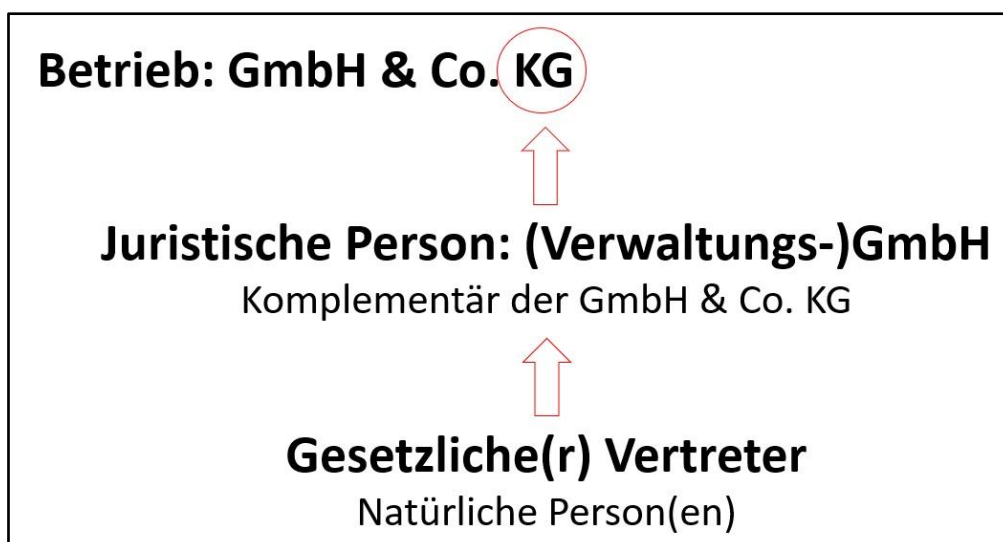 Betrieb: GmbH & Co. KG
Juristische Person: (Verwaltungs-)GmbH
Komplementär der GmbH & Co. KG
Gesetzliche(r) Vertreter
Natürliche Person(en)